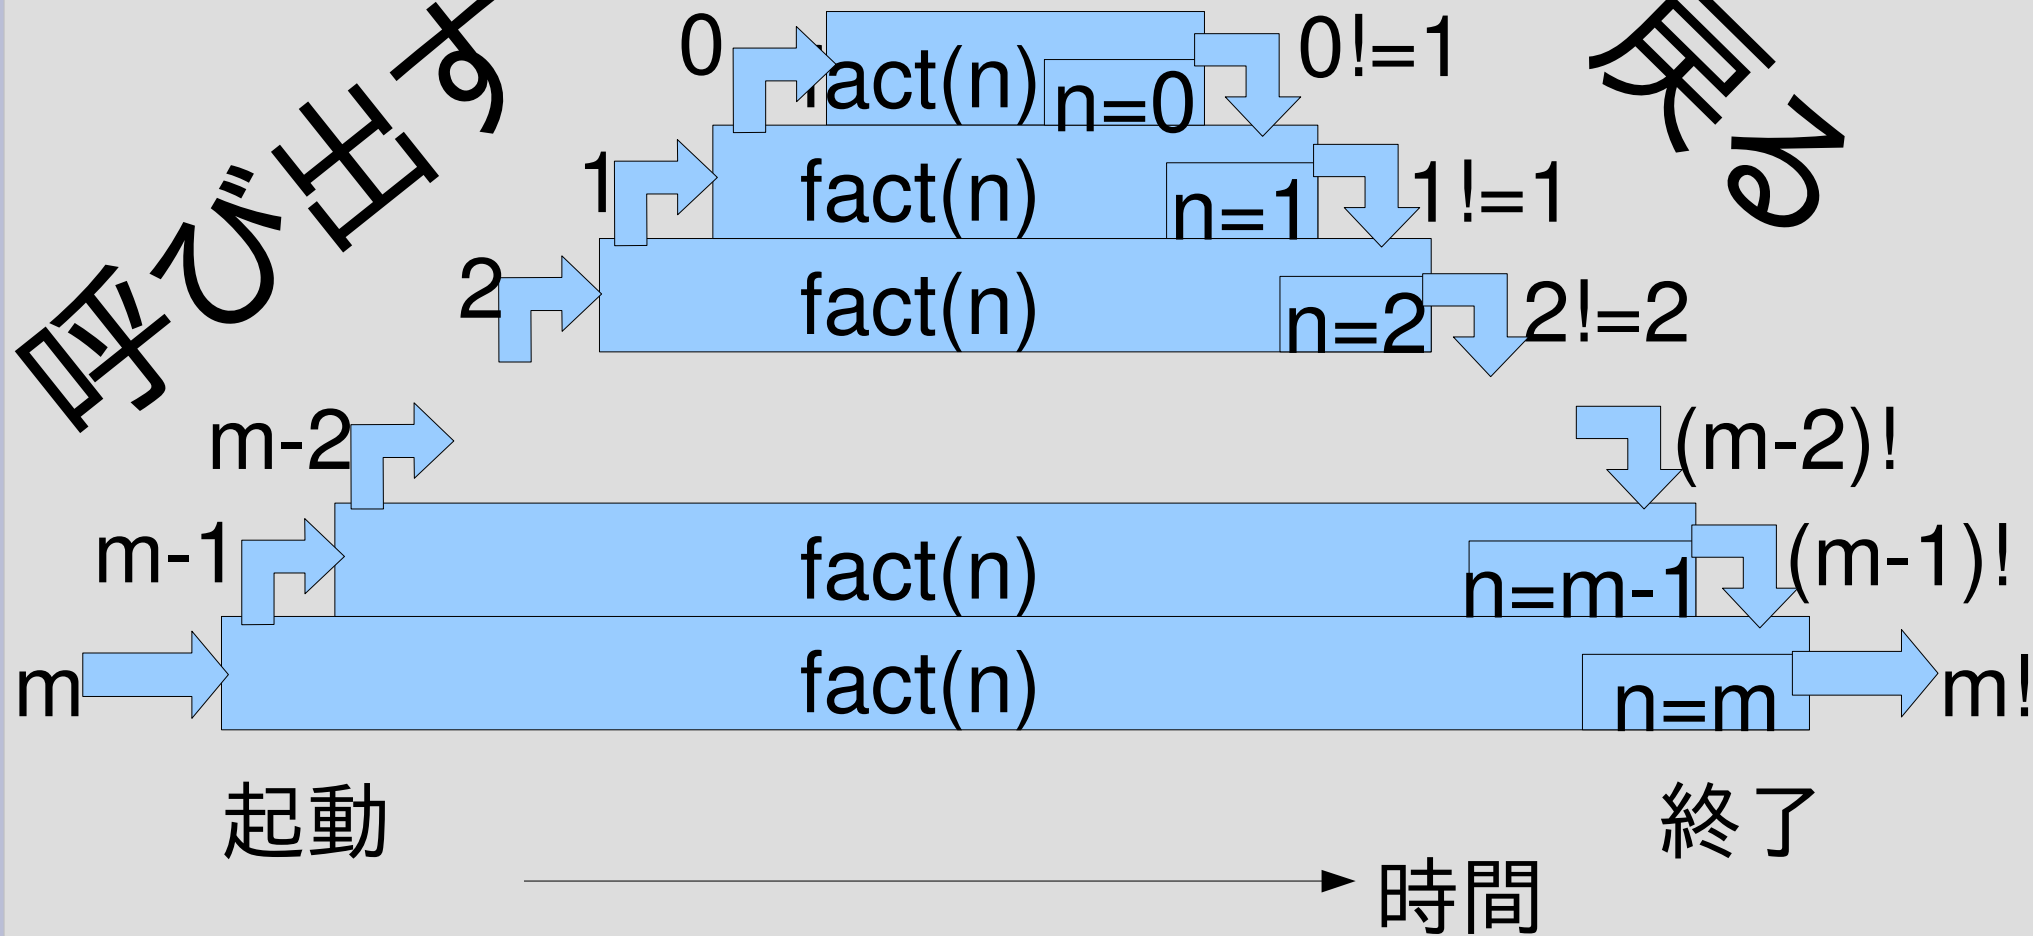 呼び出す
戻る
0 fact(n) n=0 0!=1
1 fact(n) n=1 1!=1
2 fact(n) n=2 2!=2
m-2 (m-2)!
m-1 fact(n) n=m-1 (m-1)!
m fact(n) n=m m!
起動 終了
時間